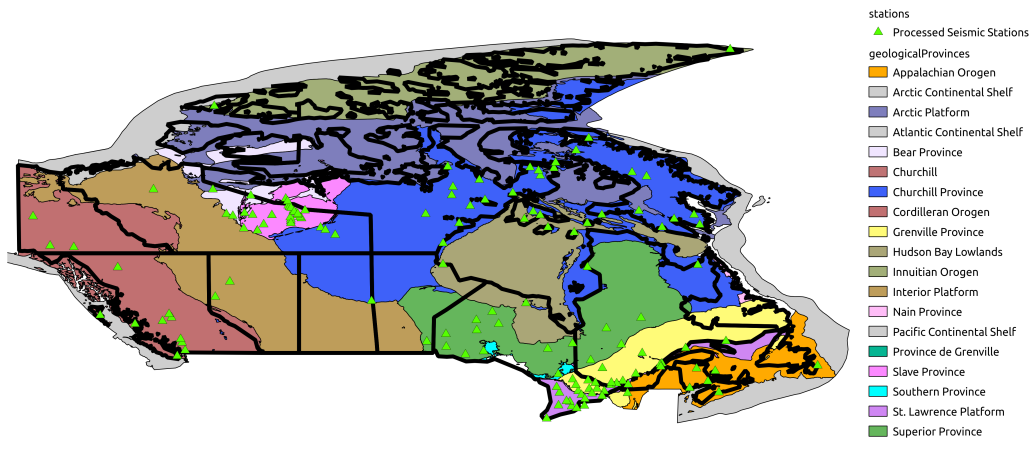 stations
Processed Seismic Stations
geologicalProvinces
Appalachian Orogen
Arctic Continental Shelf
Arctic Platform
Atlantic Continental Shelf
Bear Province
Churchill
Churchill Province
Cordilleran Orogen
Grenville Province
Hudson Bay Lowlands
Innuitian Orogen
Interior Platform
Nain Province
Pacific Continental Shelf
Province de Grenville
Slave Province
Southern Province
St. Lawrence Platform
Superior Province